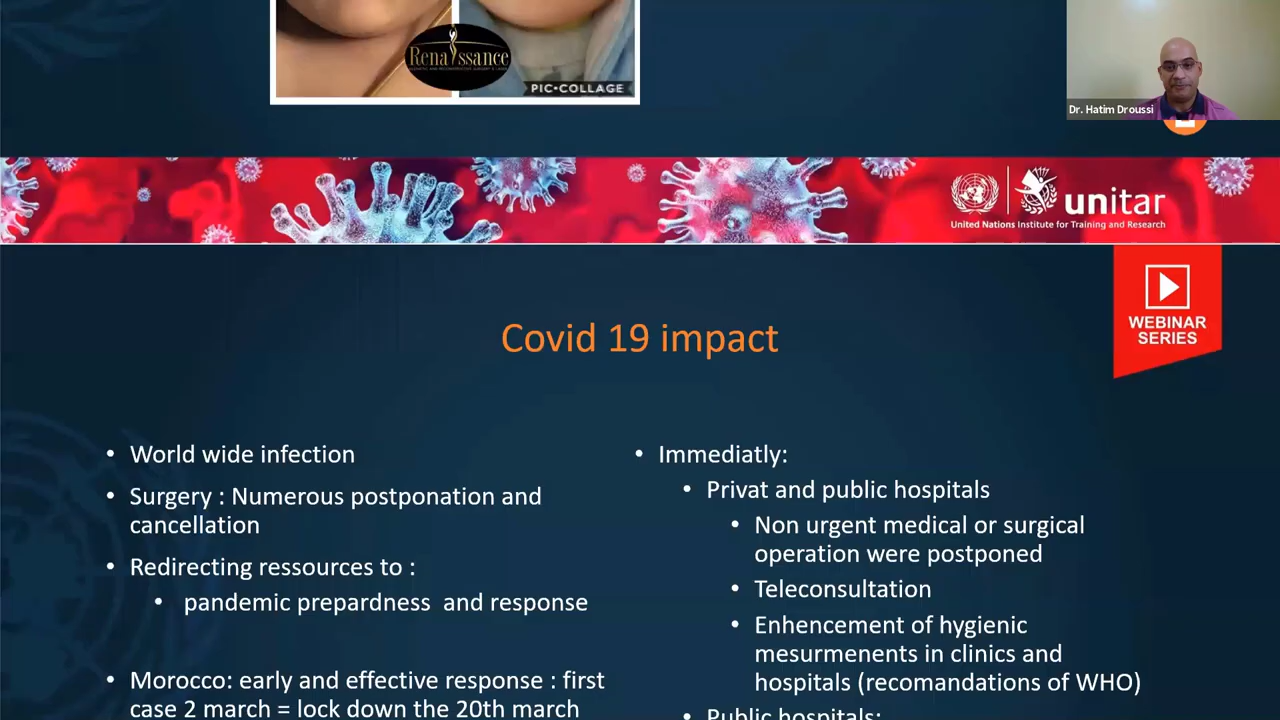 Renaissance
PIC•COLLAGE
Dr. Hatim Droussi
unitar
United Nations Institute for Training and Research
WEBINAR
SERIES
Covid 19 impact
• World wide infection
• Surgery : Numerous postponation and
cancellation
• Redirecting ressources to :
• pandemic prepardness and response
• Morocco: early and effective response : first
case 2 march = lock down the 20th march
• Immediatly:
• Privat and public hospitals
• Non urgent medical or surgical
operation were postponed
• Teleconsultation
• Enhencement of hygienic
mesurmenents in clinics and
hospitals (recomandations of WHO)
• Public hospitals: